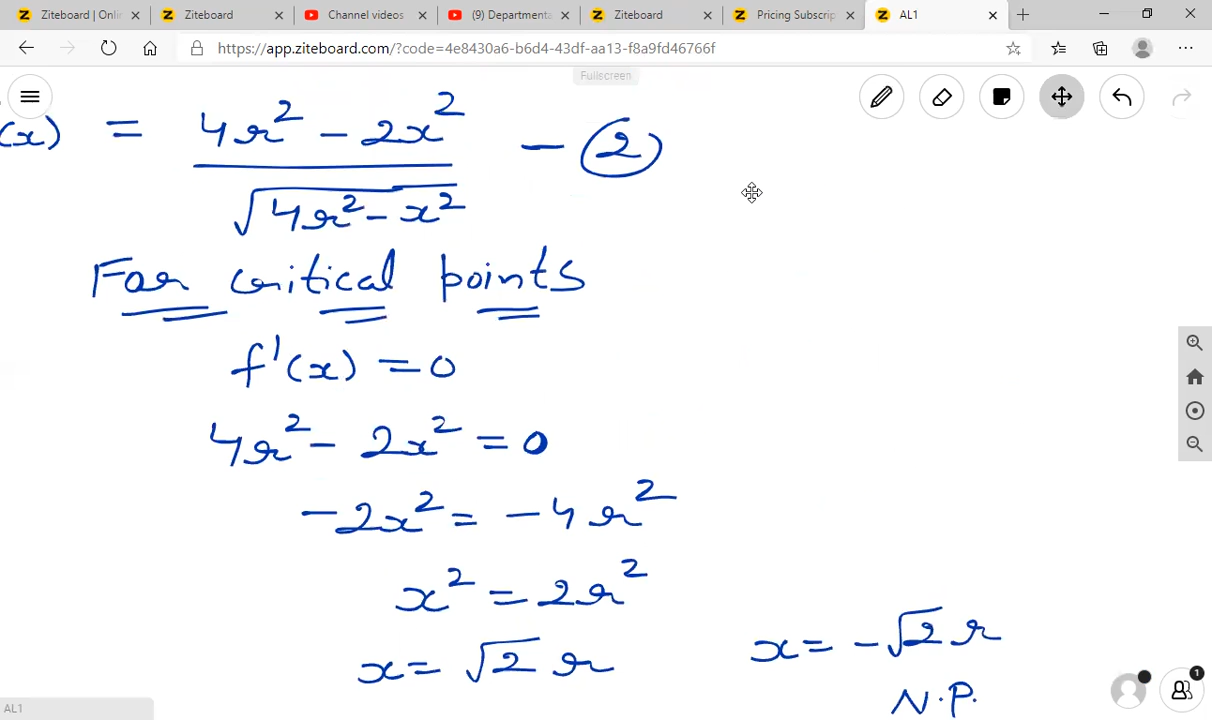 Ziteboard | Onli
Ziteboard
Channel videos
(9) Departmenta
Ziteboard
Pricing Subscrip
AL1
https://app.ziteboard.com/?code=4e8430a6-b6d4-43df-aa13-f8a9fd46766f
Fullscreen
(x) = (4r² - 2x²) / √(4r² - x²) - (2)
For critical points
f'(x) = 0
4r² - 2x² = 0
-2x² = -4r²
x² = 2r²
x = √2 r
x = -√2 r
N.P.
AL1
1